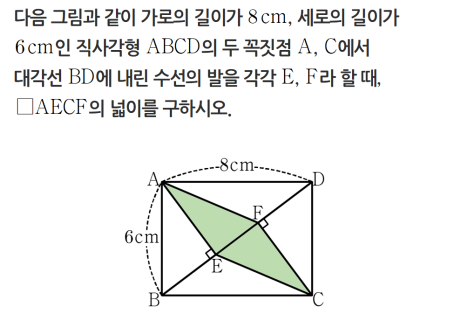 다음 그림과 같이 가로의 길이가 8cm, 세로의 길이가
6cm인 직사각형 ABCD의 두 꼭짓점 A, C에서
대각선 BD에 내린 수선의 발을 각각 E, F라 할 때,
□AECF의 넓이를 구하시오.
8cm
A
D
F
6cm
E
B
C